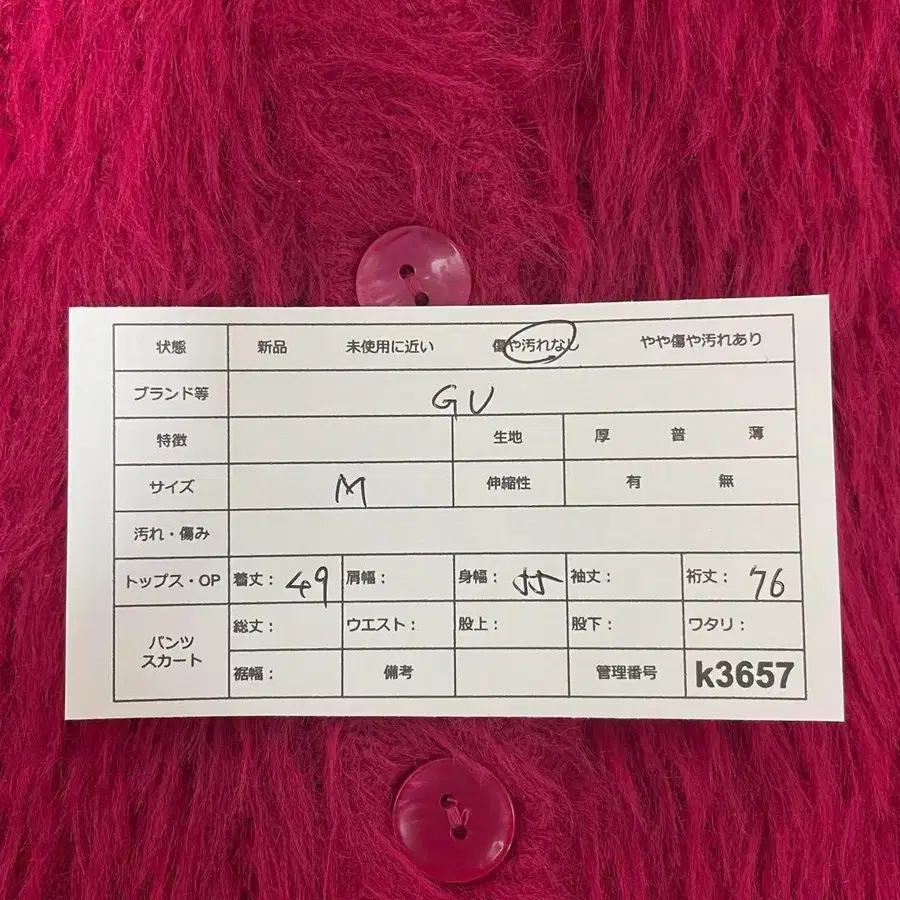 状態 新品 未使用に近い 傷や汚れなし やや傷や汚れあり
ブランド等 GU
特徴 生地 厚 普 薄
サイズ M 伸縮性 有 無
汚れ・傷み
トップス・OP 着丈: 49 肩幅: 身幅: 55 袖丈: 裄丈: 76
パンツ スカート 総丈: ウエスト: 股上: 股下: ワタリ:
裾幅: 備考 管理番号 k3657